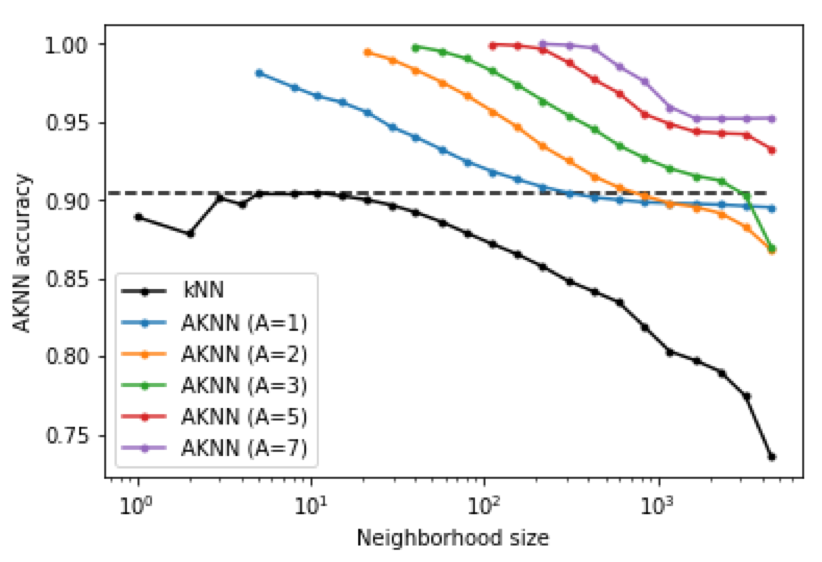 1.00
0.95
0.90
0.85
0.80
0.75
AKNN accuracy
kNN
AKNN (A=1)
AKNN (A=2)
AKNN (A=3)
AKNN (A=5)
AKNN (A=7)
10⁰ 10¹ 10² 10³
Neighborhood size